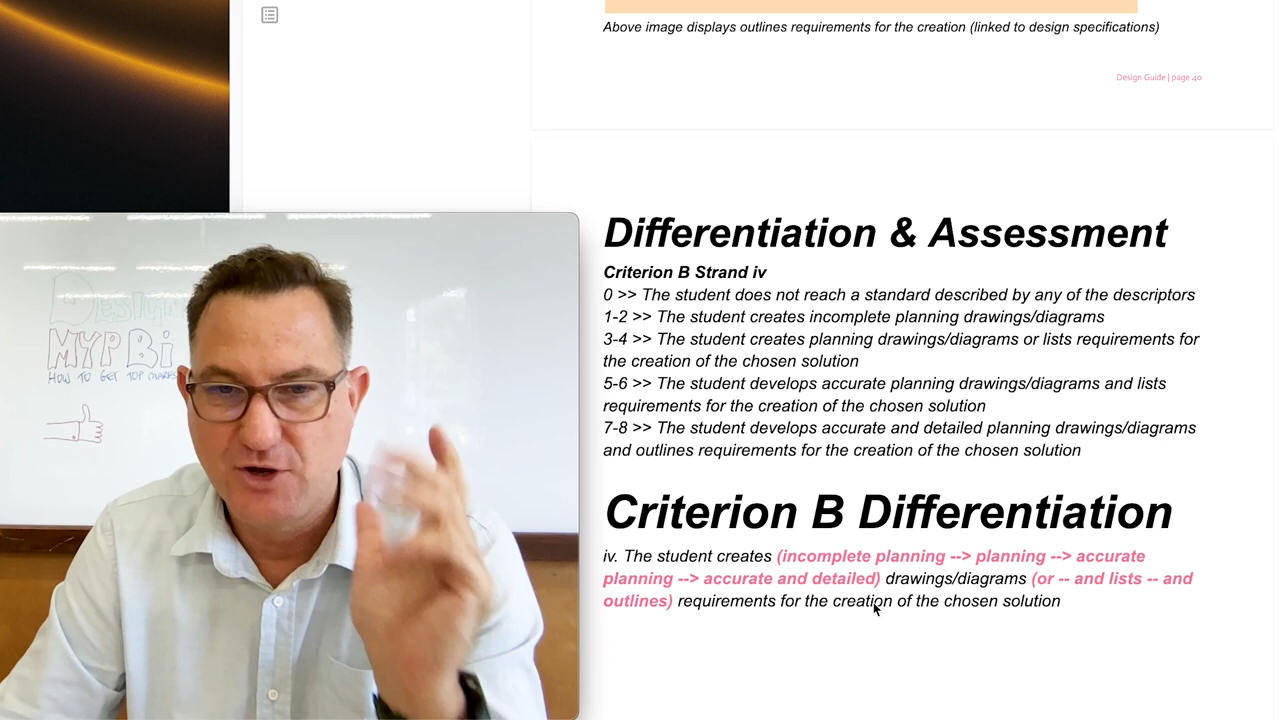 Above image displays outlines requirements for the creation (linked to design specifications)
Design Guide | page 40
Differentiation & Assessment
Criterion B Strand iv
0 >> The student does not reach a standard described by any of the descriptors
1-2 >> The student creates incomplete planning drawings/diagrams
3-4 >> The student creates planning drawings/diagrams or lists requirements for
the creation of the chosen solution
5-6 >> The student develops accurate planning drawings/diagrams and lists
requirements for the creation of the chosen solution
7-8 >> The student develops accurate and detailed planning drawings/diagrams
and outlines requirements for the creation of the chosen solution
Criterion B Differentiation
iv. The student creates (incomplete planning --> planning --> accurate
planning --> accurate and detailed) drawings/diagrams (or -- and lists -- and
outlines) requirements for the creation of the chosen solution
DESIGN
MYP Bi
HOW TO GET TOP MARKS